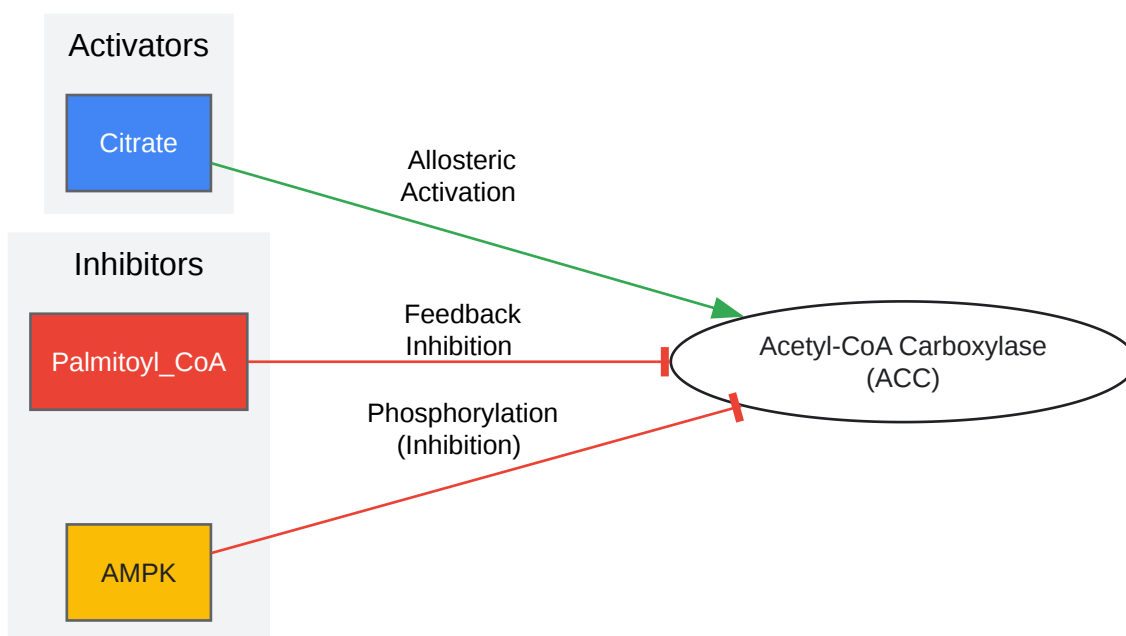 Activators
Citrate
Allosteric
Activation
Inhibitors
Palmitoyl_CoA
Feedback
Inhibition
Acetyl-CoA Carboxylase
(ACC)
Phosphorylation
(Inhibition)
AMPK